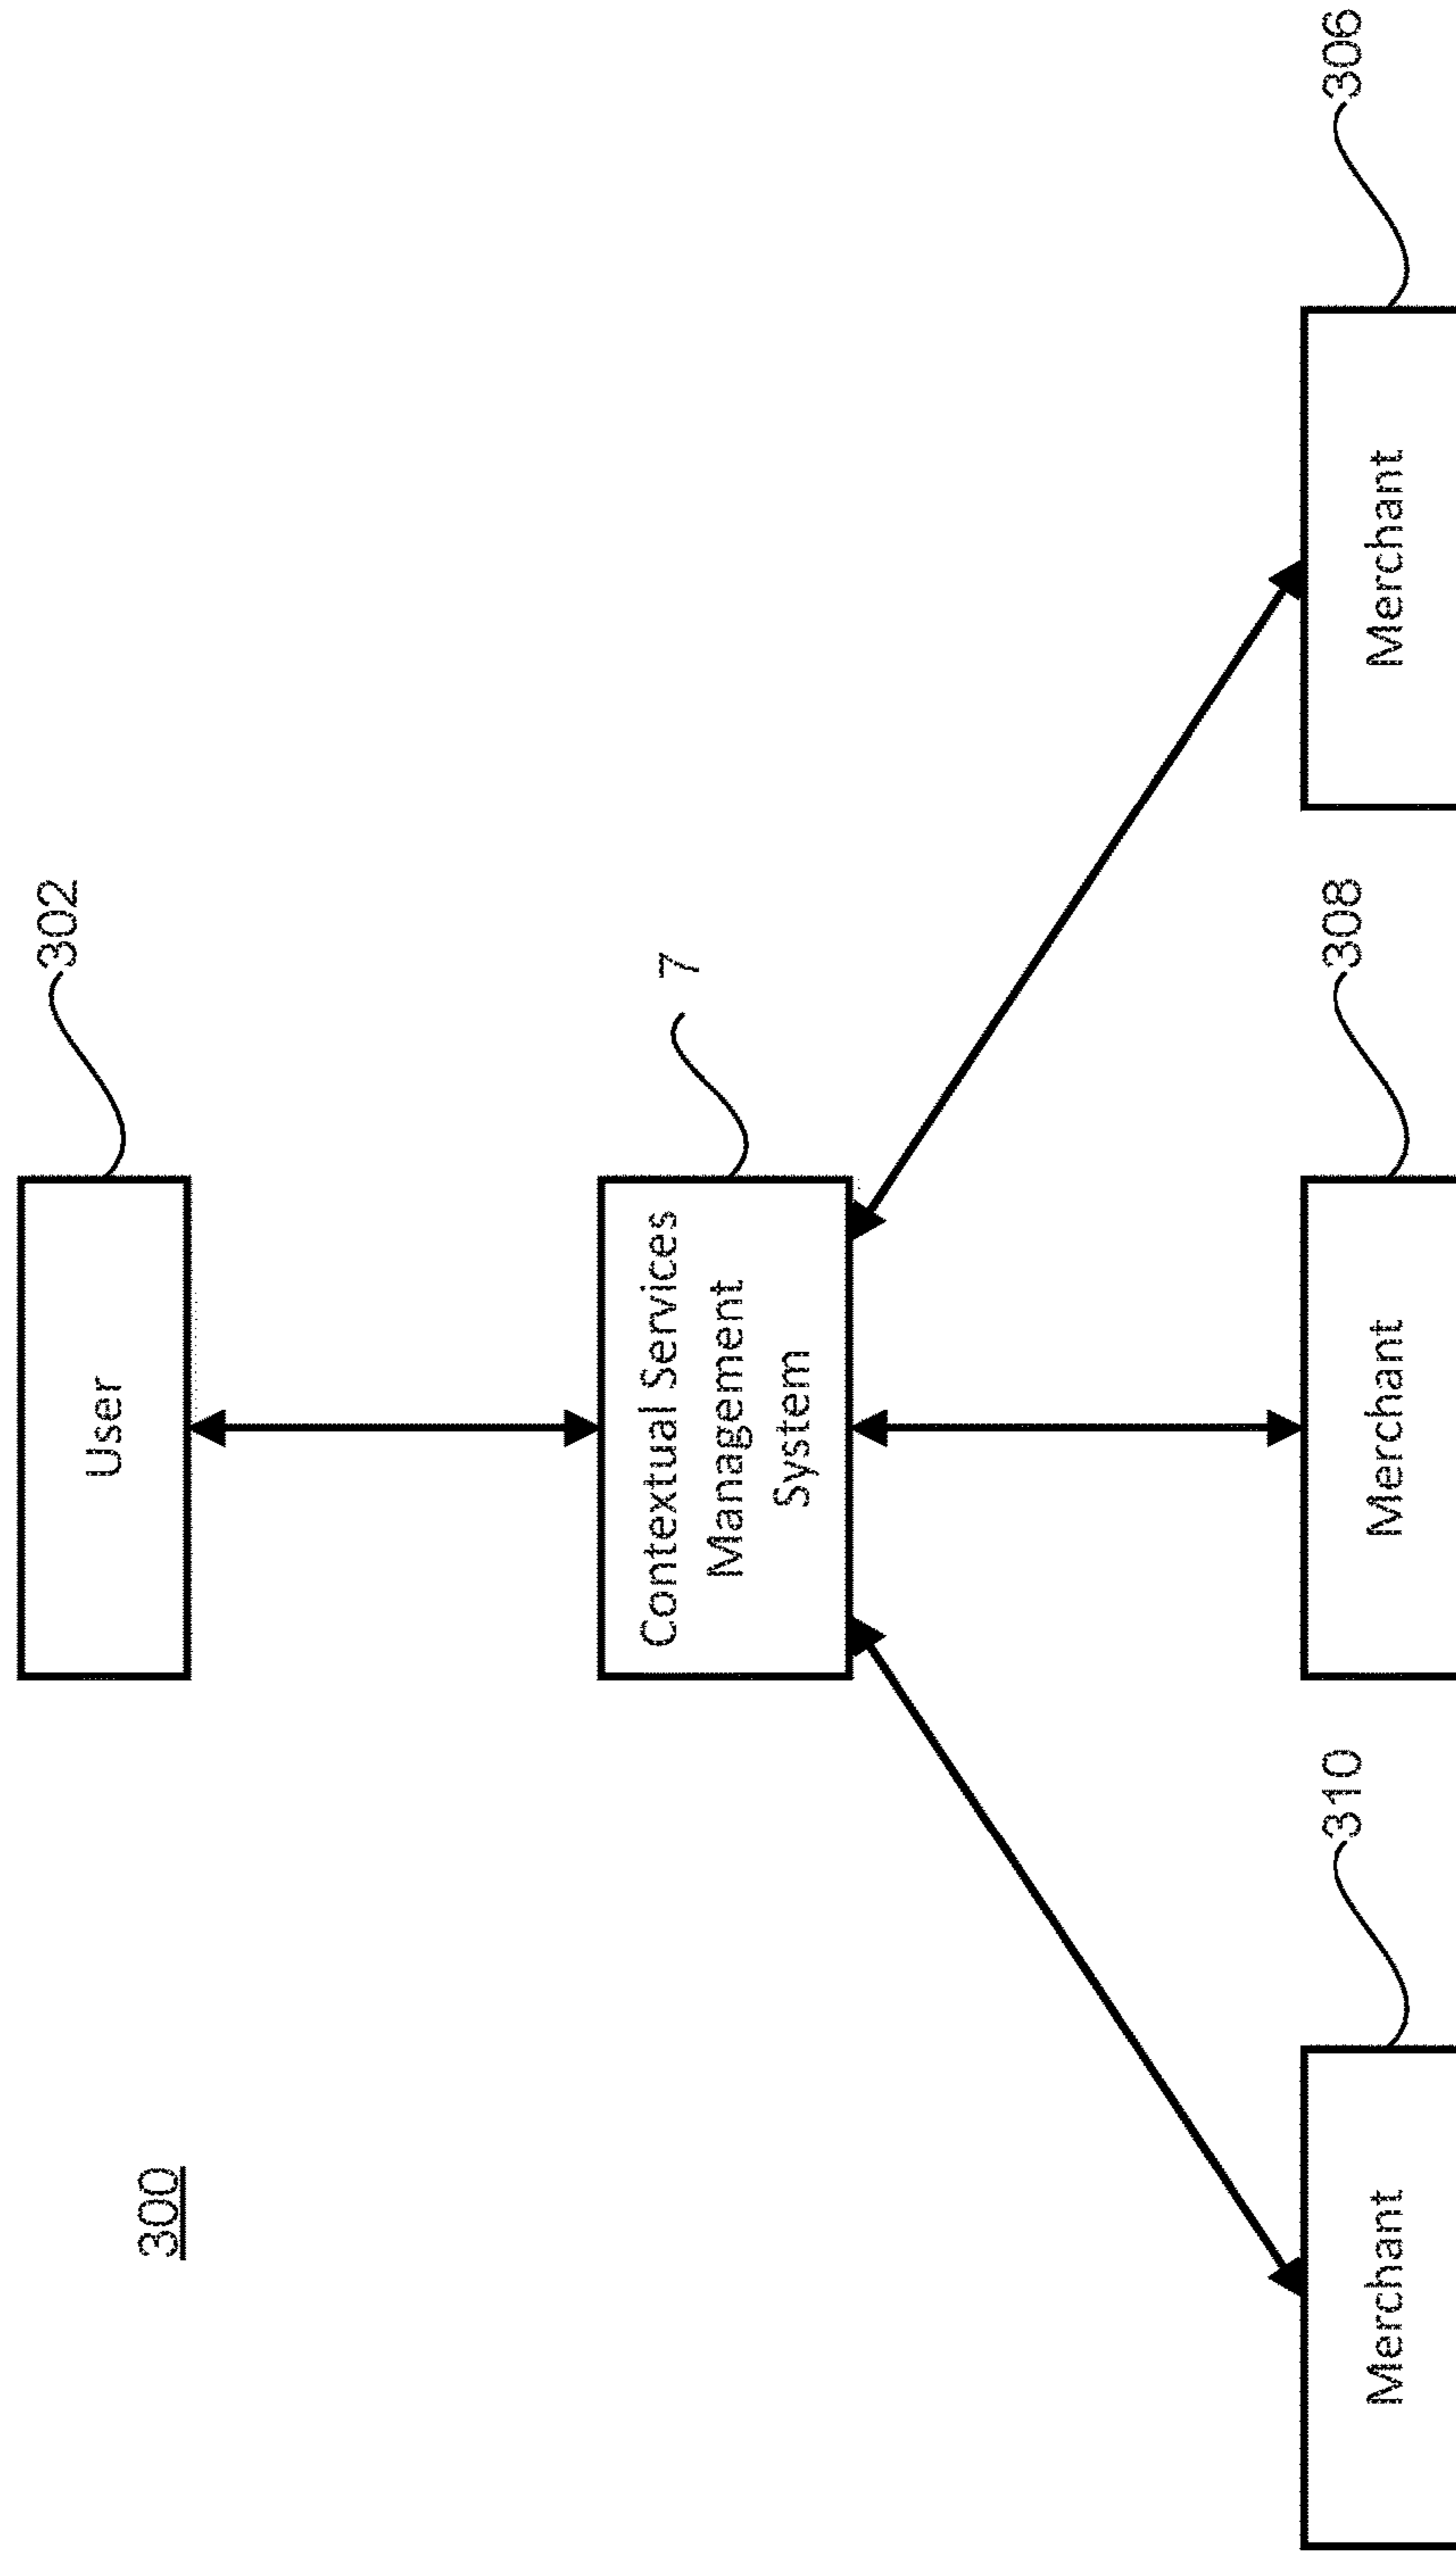 300
User
302
Contextual Services
Management
System
7
Merchant
310
Merchant
308
Merchant
306